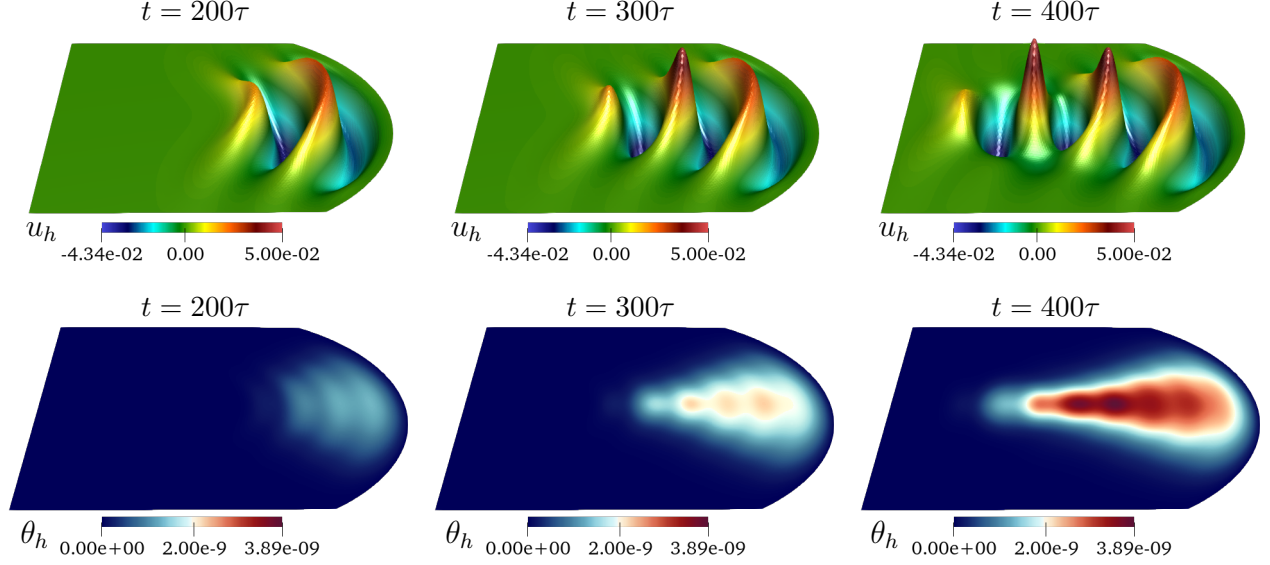 t = 200τ
t = 300τ
t = 400τ
u_h
-4.34e-02 0.00 5.00e-02
u_h
-4.34e-02 0.00 5.00e-02
u_h
-4.34e-02 0.00 5.00e-02
t = 200τ
t = 300τ
t = 400τ
θ_h
0.00e+00 2.00e-9 3.89e-09
θ_h
0.00e+00 2.00e-9 3.89e-09
θ_h
0.00e+00 2.00e-9 3.89e-09